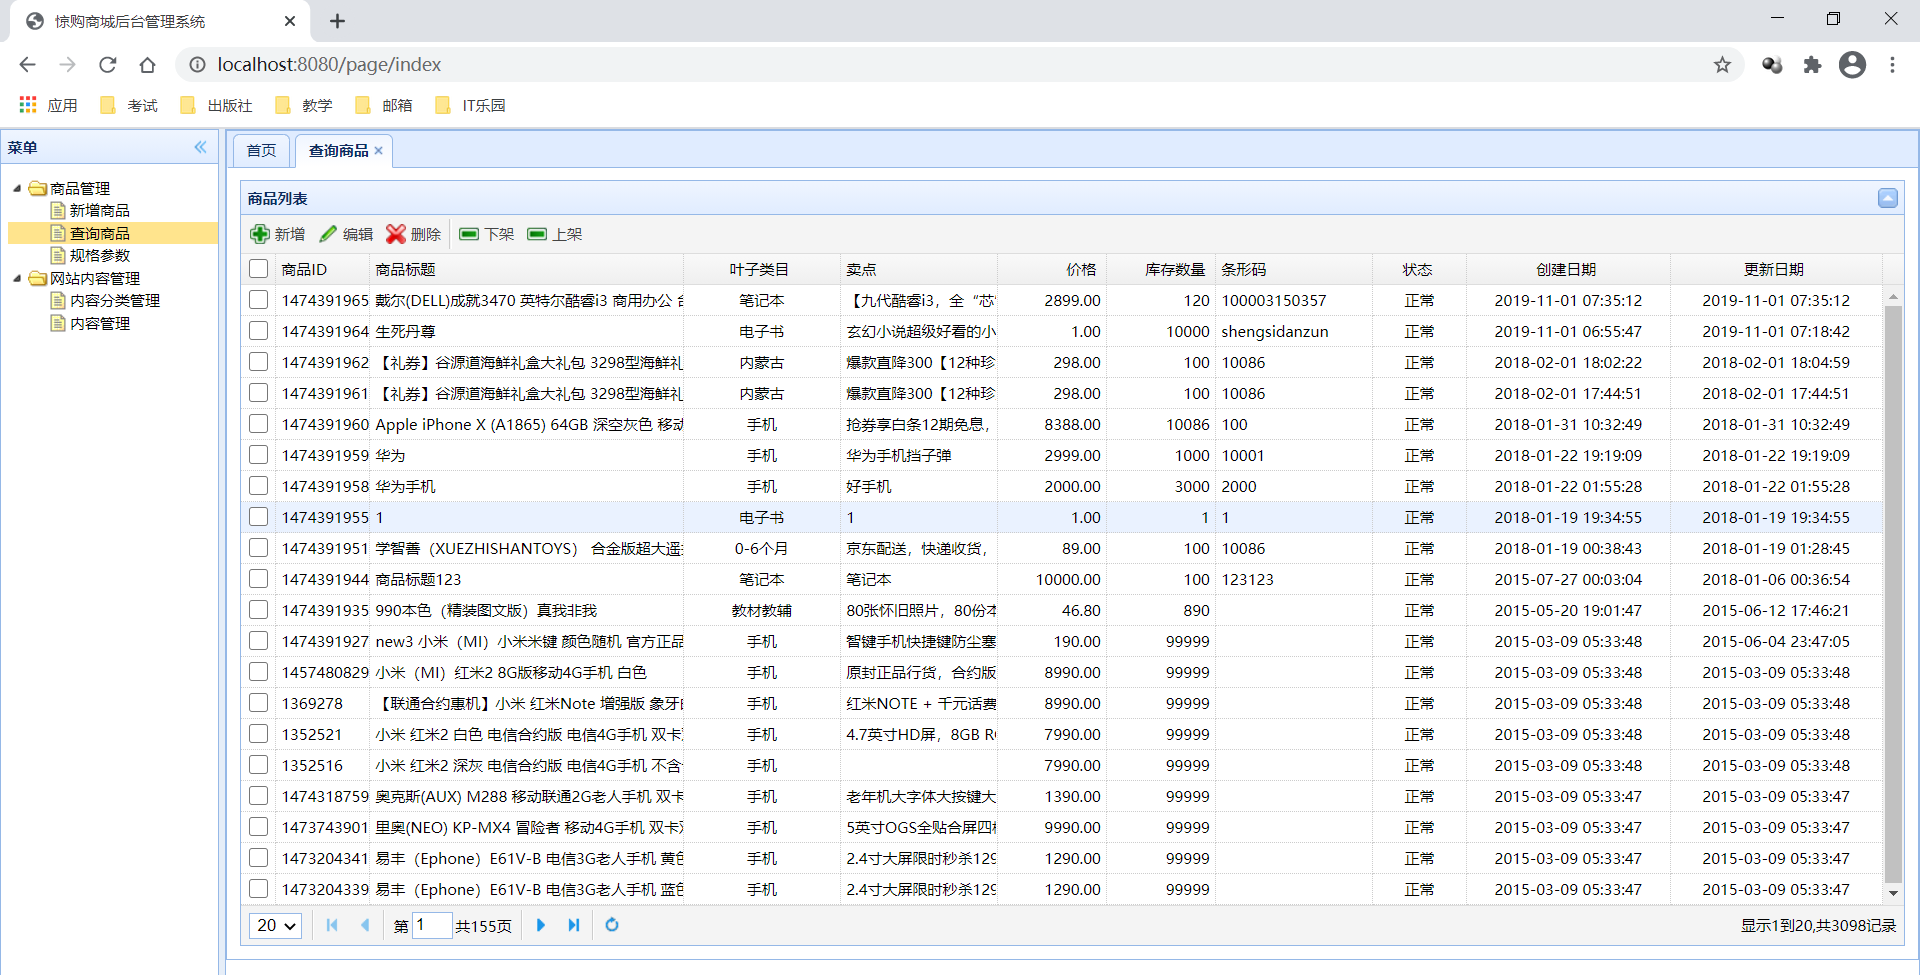 惊购商城后台管理系统
localhost:8080/page/index
应用 考试 出版社 教学 邮箱 IT乐园
菜单
商品管理
新增商品
查询商品
规格参数
网站内容管理
内容分类管理
内容管理
首页 查询商品
商品列表
新增 编辑 删除 下架 上架
商品ID 商品标题 叶子类目 卖点 价格 库存数量 条形码 状态 创建日期 更新日期
1474391965 戴尔(DELL)成就3470 英特尔酷睿i3 商用办公 笔记本 【九代酷睿i3，全“芯 2899.00 120 100003150357 正常 2019-11-01 07:35:12 2019-11-01 07:35:12
1474391964 生死丹尊 电子书 玄幻小说超级好看的小 1.00 10000 shengsidanzun 正常 2019-11-01 06:55:47 2019-11-01 07:18:42
1474391962 【礼券】谷源道海鲜礼盒大礼包 3298型海鲜礼 内蒙古 爆款直降300【12种珍 298.00 100 10086 正常 2018-02-01 18:02:22 2018-02-01 18:04:59
1474391961 【礼券】谷源道海鲜礼盒大礼包 3298型海鲜礼 内蒙古 爆款直降300【12种珍 298.00 100 10086 正常 2018-02-01 17:44:51 2018-02-01 17:44:51
1474391960 Apple iPhone X (A1865) 64GB 深空灰色 移动 手机 抢券享白条12期免息， 8388.00 10086 100 正常 2018-01-31 10:32:49 2018-01-31 10:32:49
1474391959 华为 手机 华为手机挡子弹 2999.00 1000 10001 正常 2018-01-22 19:19:09 2018-01-22 19:19:09
1474391958 华为手机 手机 好手机 2000.00 3000 2000 正常 2018-01-22 01:55:28 2018-01-22 01:55:28
1474391955 1 电子书 1 1.00 1 1 正常 2018-01-19 19:34:55 2018-01-19 19:34:55
1474391951 学智善（XUEZHISHANTOYS） 合金版超大遥 0-6个月 京东配送，快递收货， 89.00 100 10086 正常 2018-01-19 00:38:43 2018-01-19 01:28:45
1474391944 商品标题123 笔记本 笔记本 10000.00 100 123123 正常 2015-07-27 00:03:04 2018-01-06 00:36:54
1474391935 990本色（精装图文版）真我非我 教材教辅 80张怀旧照片，80份本 46.80 890 正常 2015-05-20 19:01:47 2015-06-12 17:46:21
1474391927 new3 小米（MI）小米米键 颜色随机 官方正品 手机 智键手机快捷键防尘塞 190.00 99999 正常 2015-03-09 05:33:48 2015-06-04 23:47:05
1457480829 小米（MI）红米2 8G版移动4G手机 白色 手机 原封正品行货，合约版 8990.00 99999 正常 2015-03-09 05:33:48 2015-03-09 05:33:48
1369278 【联通合约惠机】小米 红米Note 增强版 象牙白 手机 红米NOTE + 千元话费 8990.00 99999 正常 2015-03-09 05:33:48 2015-03-09 05:33:48
1352521 小米 红米2 白色 电信合约版 电信4G手机 双卡 手机 4.7英寸HD屏，8GB 7990.00 99999 正常 2015-03-09 05:33:48 2015-03-09 05:33:48
1352516 小米 红米2 深灰 电信合约版 电信4G手机 不含 手机 7990.00 99999 正常 2015-03-09 05:33:48 2015-03-09 05:33:48
1474318759 奥克斯(AUX) M288 移动联通2G老人手机 双卡 手机 老年机大字体大按键大 1390.00 99999 正常 2015-03-09 05:33:47 2015-03-09 05:33:47
1473743901 里奥(NEO) KP-MX4 冒险者 移动4G手机 双卡 手机 5英寸OGS全贴合屏四核 9990.00 99999 正常 2015-03-09 05:33:47 2015-03-09 05:33:47
1473204341 易丰（Ephone）E61V-B 电信3G老人手机 黄色 手机 2.4寸大屏限时秒杀129 1290.00 99999 正常 2015-03-09 05:33:47 2015-03-09 05:33:47
1473204339 易丰（Ephone）E61V-B 电信3G老人手机 蓝色 手机 2.4寸大屏限时秒杀129 1290.00 99999 正常 2015-03-09 05:33:47 2015-03-09 05:33:47
20 第 1 共155页 显示1到20,共3098记录